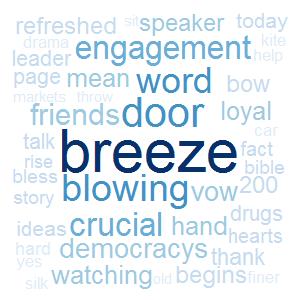 refreshed sit speaker today
drama engagement kite
leader help
page mean word bow
markets throw
friends door loyal
talk car
rise breeze fact
bless bible
story blowing vow 200
ideas crucial hand drugs
hard democracys hearts
yes thank
watching old begins finer
silk